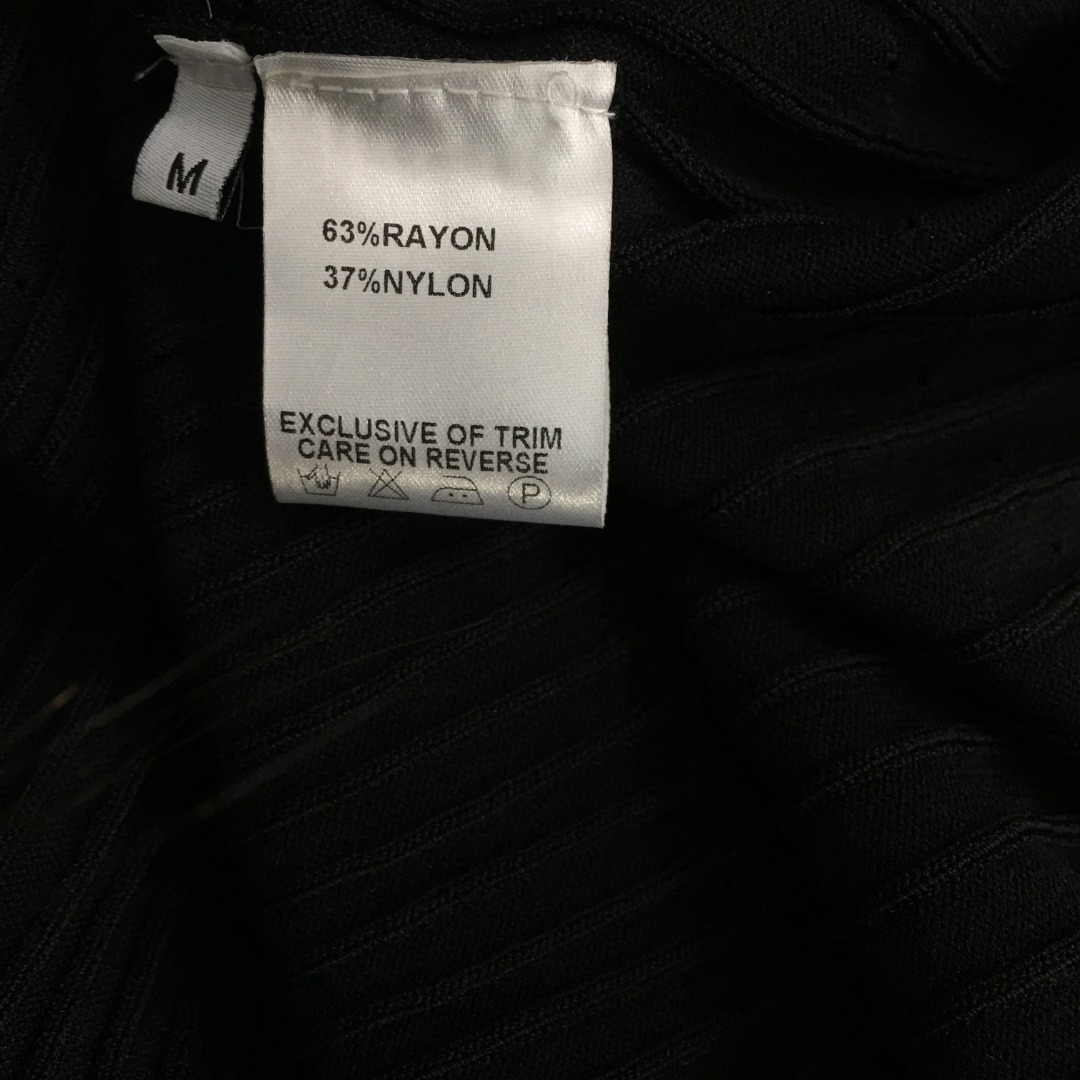 M
63%RAYON
37%NYLON
EXCLUSIVE OF TRIM
CARE ON REVERSE
P